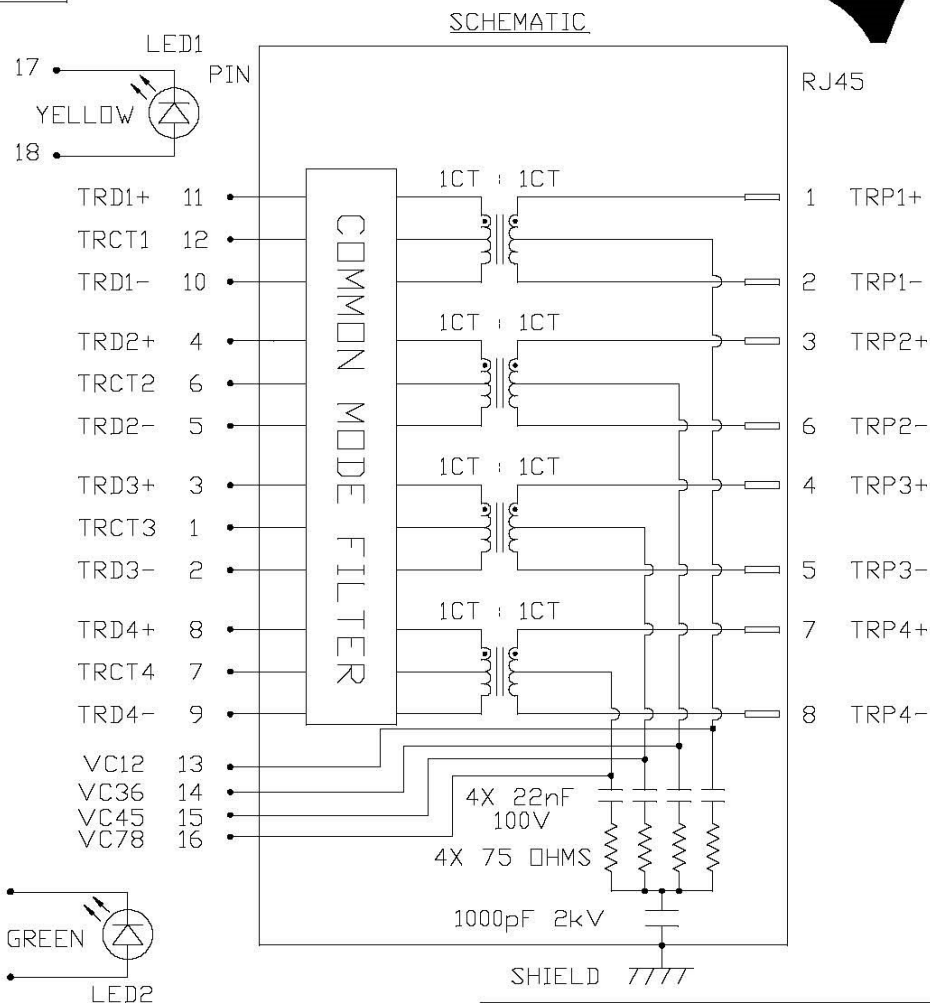 SCHEMATIC
LED1
17
PIN
RJ45
YELLOW
18
1CT : 1CT
TRD1+ 11 1 TRP1+
TRCT1 12
TRD1- 10 2 TRP1-
1CT : 1CT
TRD2+ 4 3 TRP2+
TRCT2 6
TRD2- 5 6 TRP2-
COMMON MODE FILTER
1CT : 1CT
TRD3+ 3 4 TRP3+
TRCT3 1
TRD3- 2 5 TRP3-
1CT : 1CT
TRD4+ 8 7 TRP4+
TRCT4 7
TRD4- 9 8 TRP4-
VC12 13
VC36 14
VC45 15
VC78 16
4X 22nF
100V
4X 75 OHMS
1000pF 2kV
GREEN
SHIELD
LED2